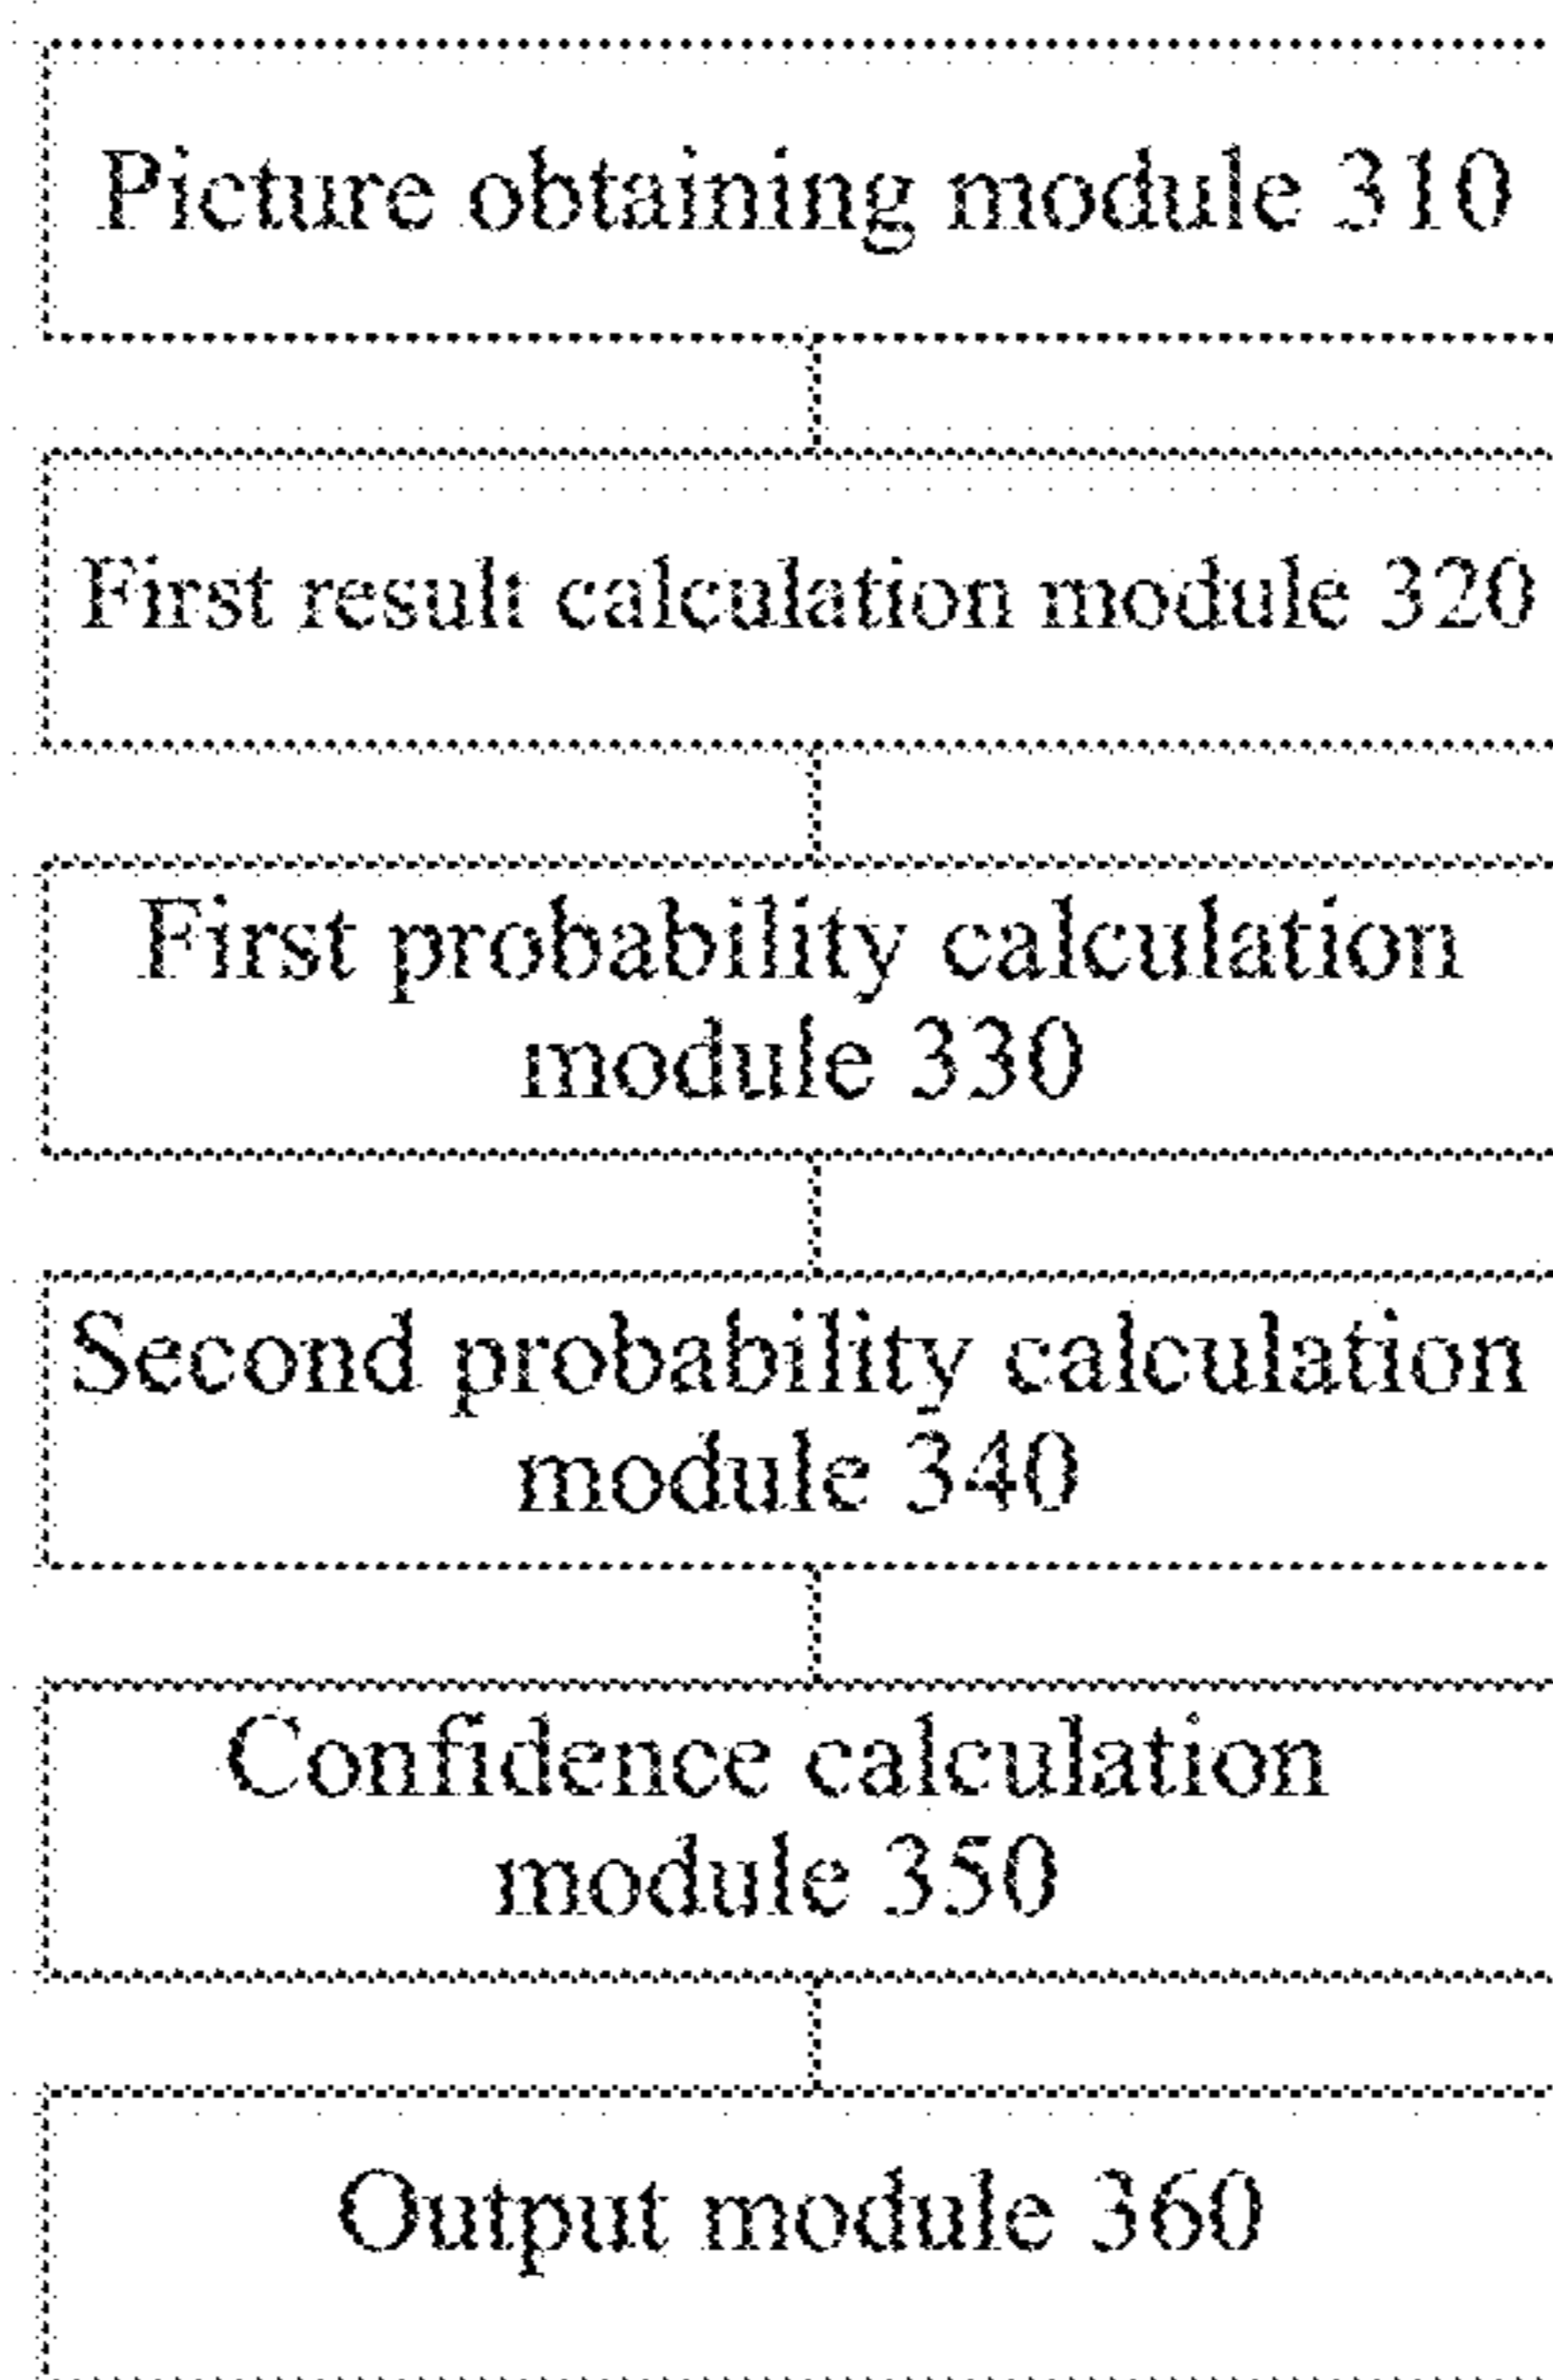 Picture obtaining module 310
First result calculation module 320
First probability calculation
module 330
Second probability calculation
module 340
Confidence calculation
module 350
Output module 360